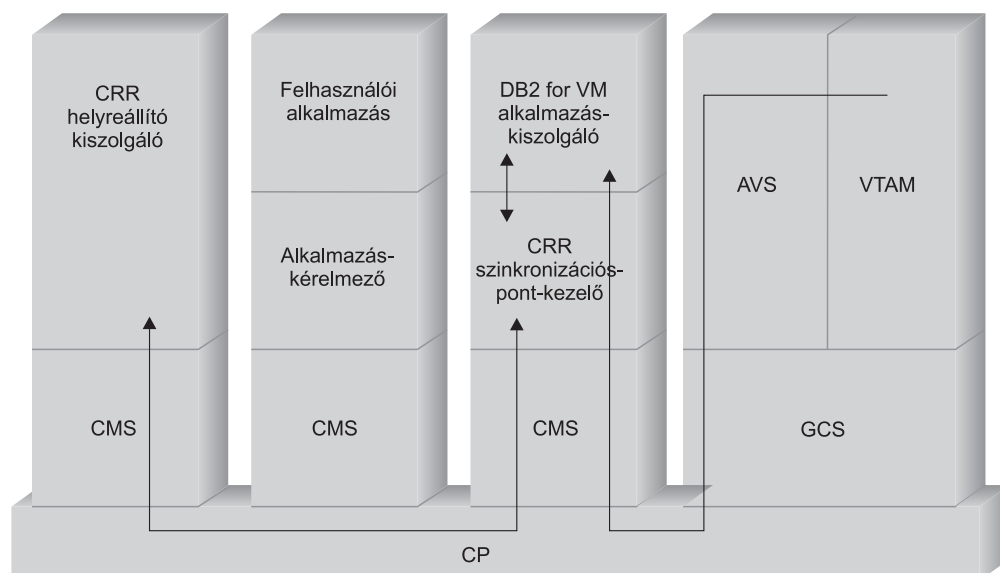 CRR
helyreállító
kiszolgáló
Felhasználói
alkalmazás
DB2 for VM
alkalmazás-
kiszolgáló
AVS
VTAM
Alkalmazás-
kérelmező
CRR
szinkronizációs-
pont-kezelő
CMS
CMS
CMS
GCS
CP